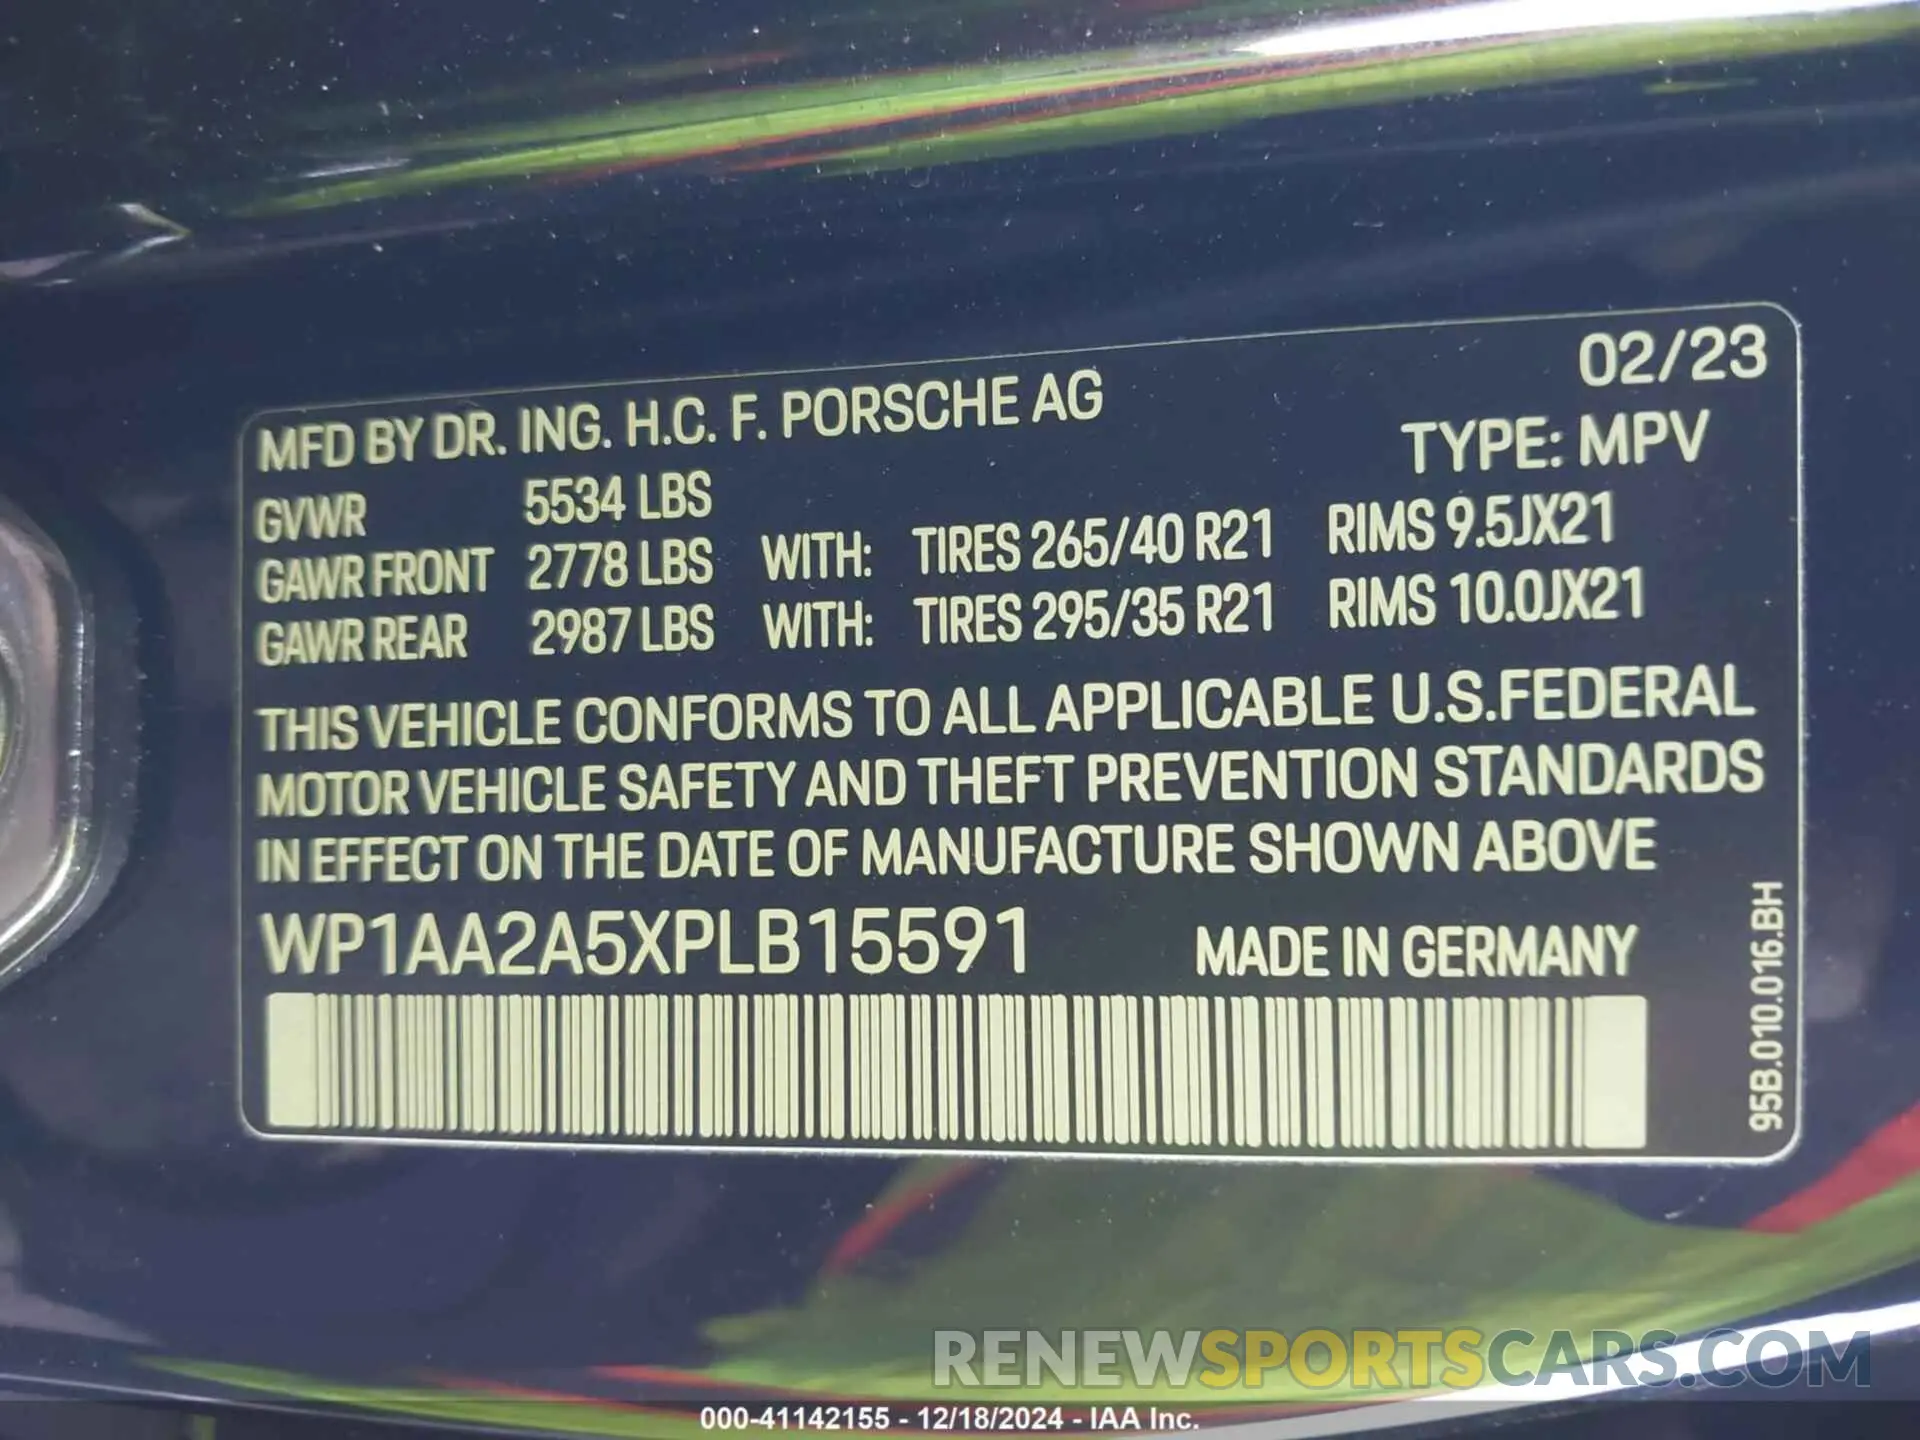 02/23
MFD BY DR. ING. H.C. F. PORSCHE AG
TYPE: MPV
GVWR 5534 LBS
GAWR FRONT 2778 LBS WITH: TIRES 265/40 R21 RIMS 9.5JX21
GAWR REAR 2987 LBS WITH: TIRES 295/35 R21 RIMS 10.0JX21
THIS VEHICLE CONFORMS TO ALL APPLICABLE U.S.FEDERAL
MOTOR VEHICLE SAFETY AND THEFT PREVENTION STANDARDS
IN EFFECT ON THE DATE OF MANUFACTURE SHOWN ABOVE
WP1AA2A5XPLB15591 MADE IN GERMANY
95B.010.016.BH
RENEWSPORTSCARS.COM
000-41142155 - 12/18/2024 - IAA Inc.